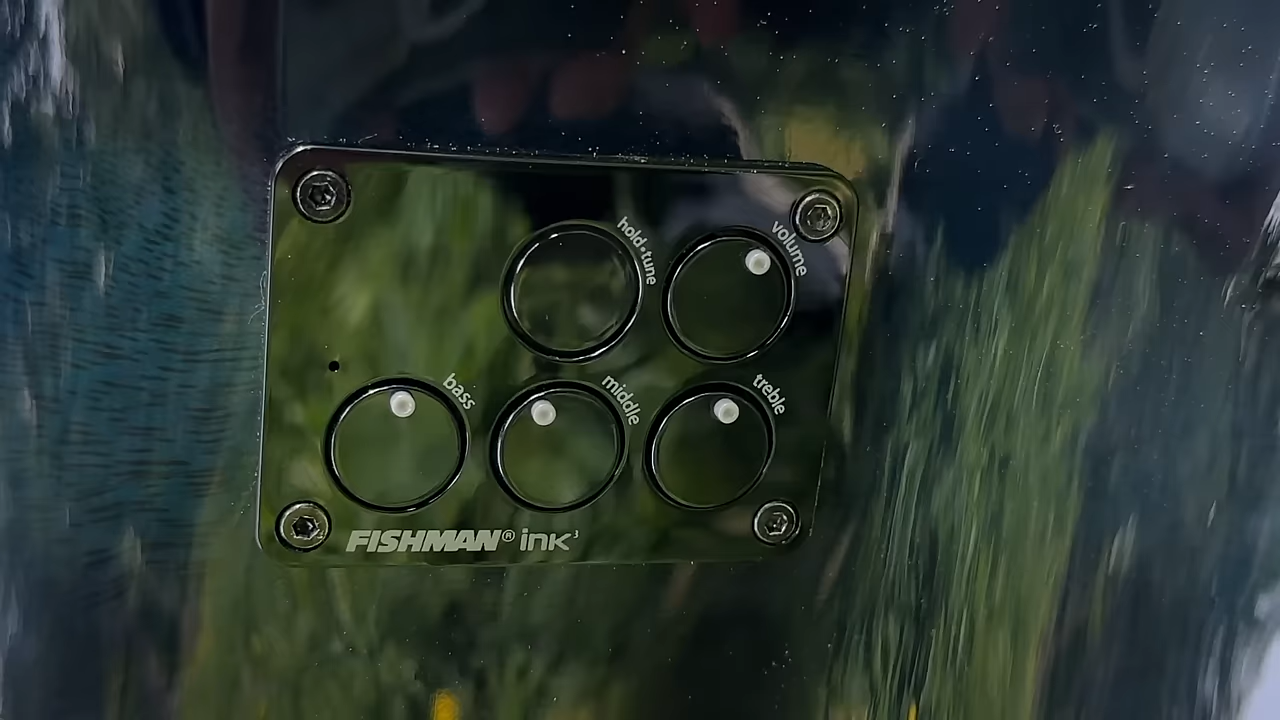 hold•tune
volume
bass
middle
treble
FISHMAN® ink³